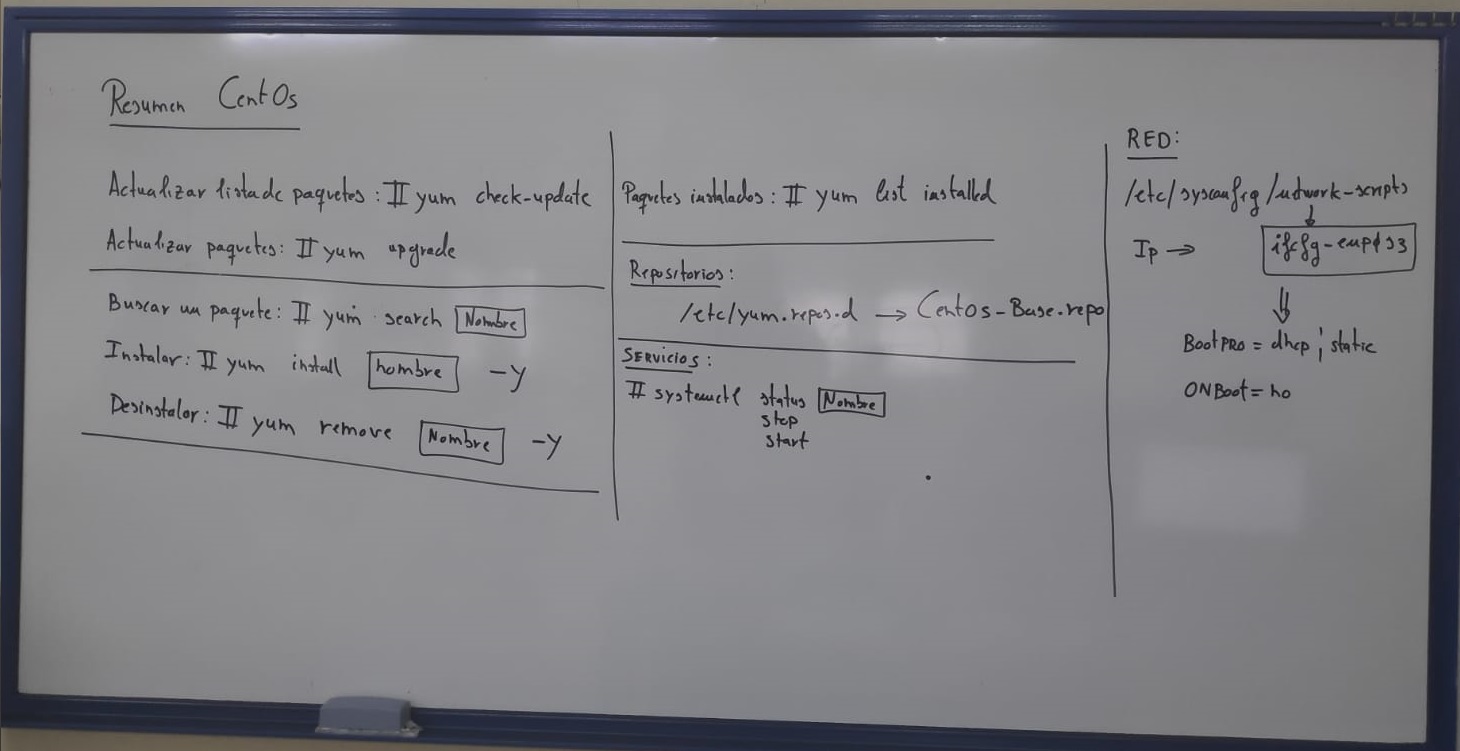 Resumen CentOs
Actualizar lista de paquetes: # yum check-update
Actualizar paquetes: # yum upgrade
Buscar un paquete: # yum search Nombre
Instalar: # yum install nombre -y
Desinstalar: # yum remove Nombre -y
Paquetes instalados: # yum list installed
Repositorios:
/etc/yum.repos.d → CentOs-Base.repo
Servicios:
# systemctl status Nombre
stop
start
RED:
/etc/sysconfig/network-scripts
Ip → ifcfg-enp0s3
BootPRO = dhcp ; static
ONBoot = no